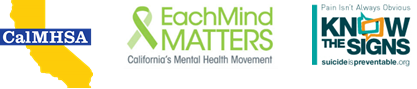 CalMHSA
EachMind
MATTERS
California's Mental Health Movement
Pain Isn't Always Obvious
KNOW
THE SIGNS
suicideispreventable.org